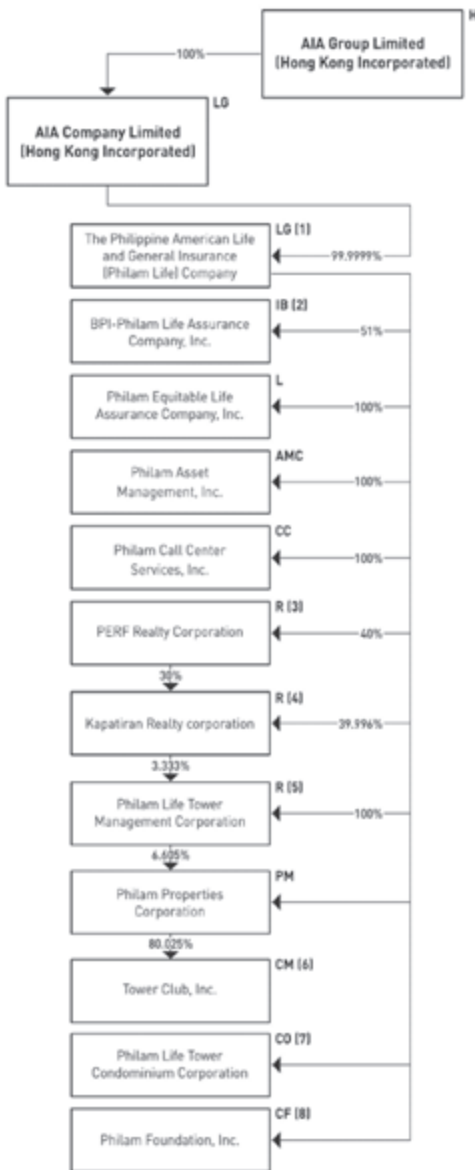 H
AIA Group Limited
(Hong Kong Incorporated)
100%
LG
AIA Company Limited
(Hong Kong Incorporated)
LG (1)
The Philippine American Life
and General Insurance
(Philam Life) Company
99.9999%
IB (2)
BPI-Philam Life Assurance
Company, Inc.
51%
L
Philam Equitable Life
Assurance Company, Inc.
100%
AMC
Philam Asset
Management, Inc.
100%
CC
Philam Call Center
Services, Inc.
100%
R (3)
PERF Realty Corporation
40%
30%
R (4)
Kapatiran Realty corporation
39.996%
3.333%
R (5)
Philam Life Tower
Management Corporation
100%
6.605%
PM
Philam Properties
Corporation
80.025%
CM (6)
Tower Club, Inc.
CO (7)
Philam Life Tower
Condominium Corporation
CF (8)
Philam Foundation, Inc.